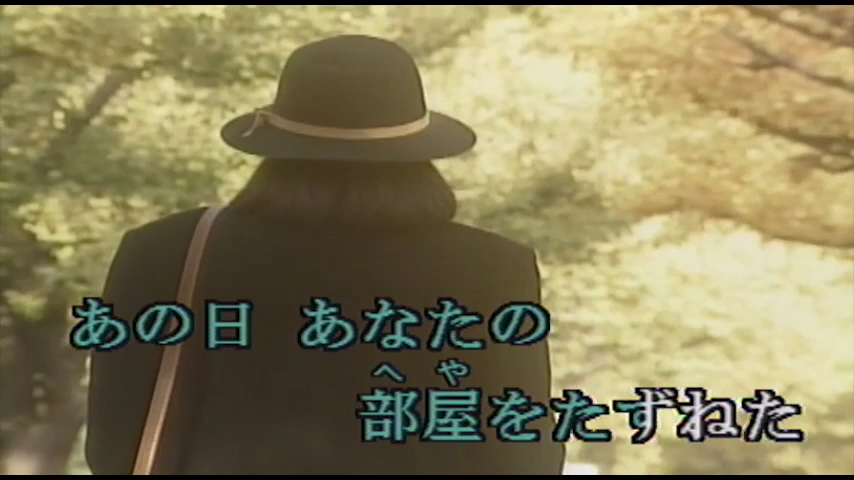 あの日 あなたの
へや
部屋をたずねた